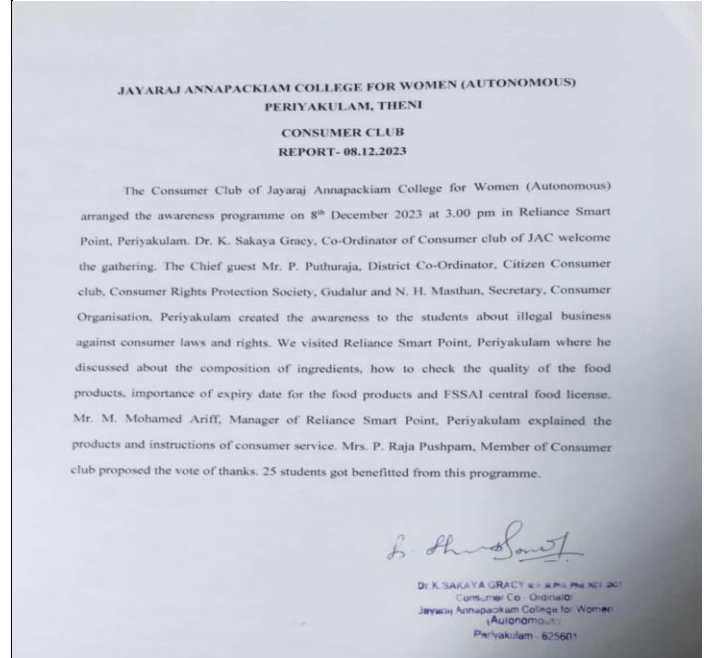 JAYARAJ ANNAPACKIAM COLLEGE FOR WOMEN (AUTONOMOUS)
PERIYAKULAM, THENI
CONSUMER CLUB
REPORT- 08.12.2023
The Consumer Club of Jayaraj Annapackiam College for Women (Autonomous)
arranged the awareness programme on 8th December 2023 at 3.00 pm in Reliance Smart
Point, Periyakulam. Dr. K. Sakaya Gracy, Co-Ordinator of Consumer club of JAC welcome
the gathering. The Chief guest Mr. P. Puthuraja, District Co-Ordinator, Citizen Consumer
club, Consumer Rights Protection Society, Gudalur and N. H. Masthan, Secretary, Consumer
Organisation, Periyakulam created the awareness to the students about illegal business
against consumer laws and rights. We visited Reliance Smart Point, Periyakulam where he
discussed about the composition of ingredients, how to check the quality of the food
products, importance of expiry date for the food products and FSSAI central food license.
Mr. M. Mohamed Ariff, Manager of Reliance Smart Point, Periyakulam explained the
products and instructions of consumer service. Mrs. P. Raja Pushpam, Member of Consumer
club proposed the vote of thanks. 25 students got benefitted from this programme.
Dr. K SAKAYA GRACY
Consumer Co - Ordinator
Jayaraj Annapackam College for Women
(Autonomous)
Periyakulam - 625601